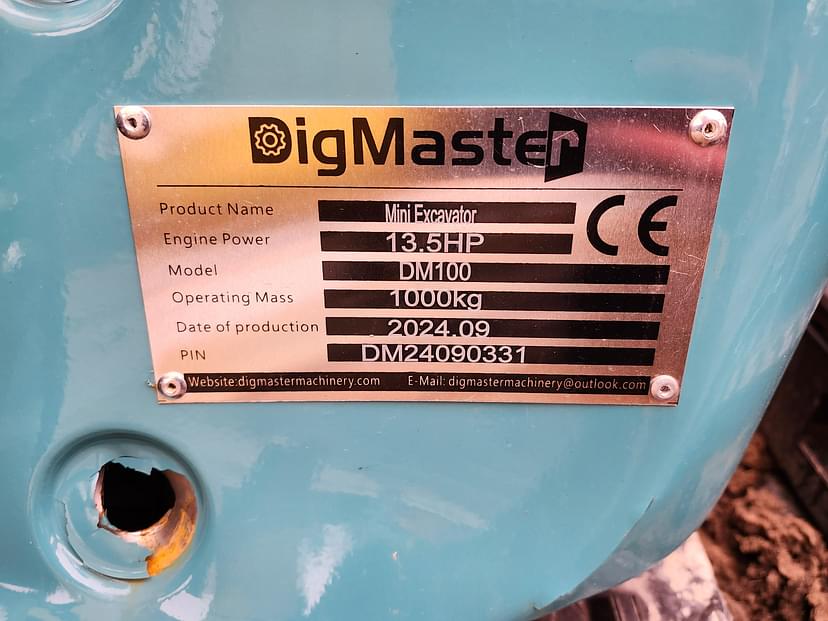 DigMaster
CE
Product Name Mini Excavator
Engine Power 13.5HP
Model DM100
Operating Mass 1000kg
Date of production 2024.09
PIN DM24090331
Website:digmastermachinery.com E-Mail: digmastermachinery@outlook.com